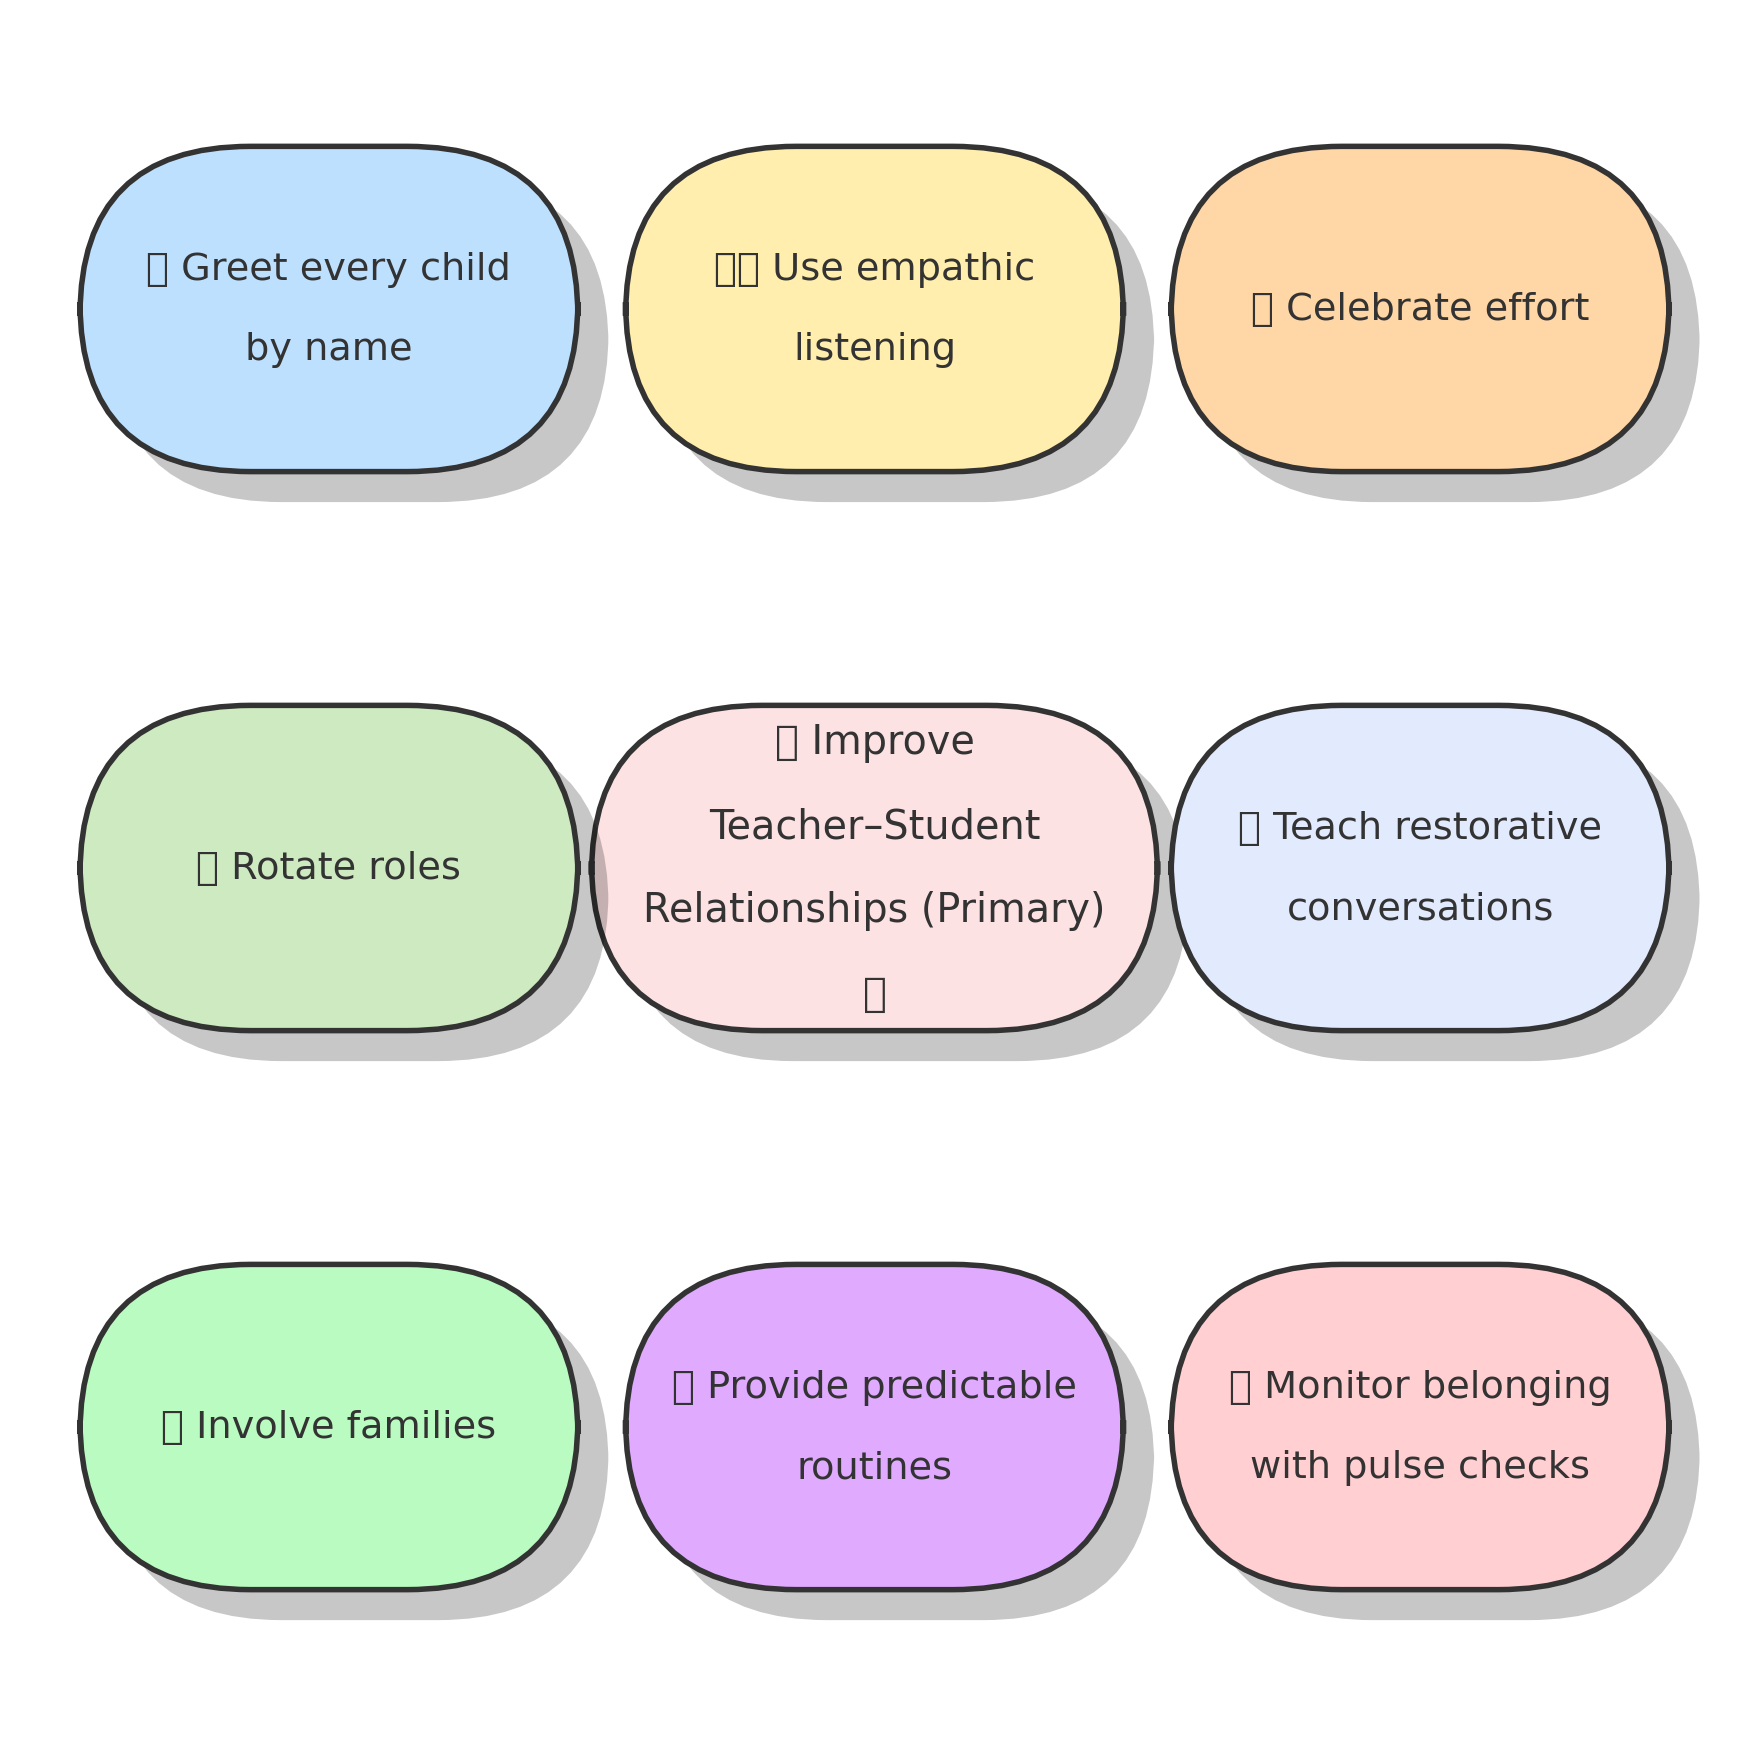 Greet every child
by name
Use empathic
listening
Celebrate effort
Rotate roles
Improve
Teacher–Student
Relationships (Primary)
Teach restorative
conversations
Involve families
Provide predictable
routines
Monitor belonging
with pulse checks